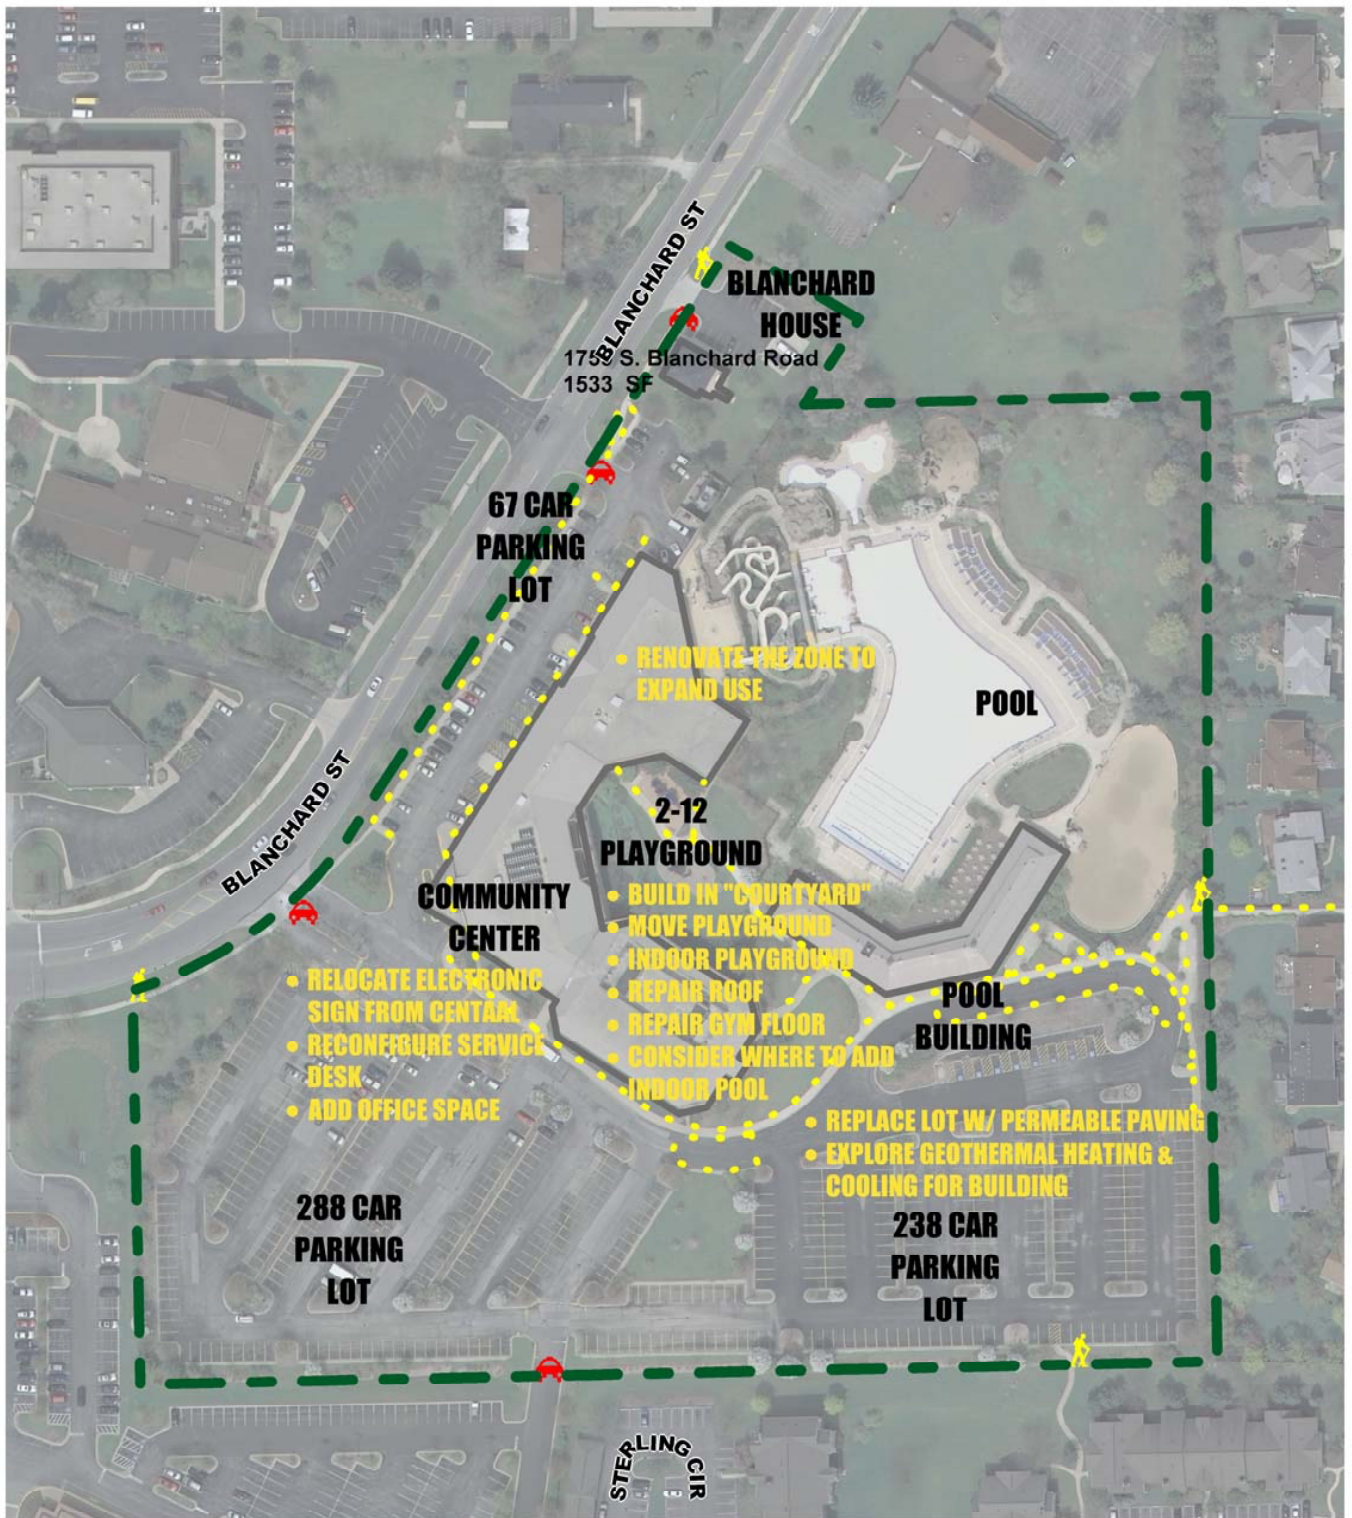 BLANCHARD ST
BLANCHARD
HOUSE
S. Blanchard Road
1533 SF
67 CAR
PARKING
LOT
• RENOVATE THE ZONE TO
EXPAND USE
POOL
BLANCHARD ST
2-12
PLAYGROUND
COMMUNITY
CENTER
• BUILD IN "COURTYARD"
• MOVE PLAYGROUND
• INDOOR PLAYGROUND
• REPAIR ROOF
• REPAIR GYM FLOOR
• CONSIDER WHERE TO ADD
INDOOR POOL
• RELOCATE ELECTRONIC
SIGN FROM CENTRAL
• RECONFIGURE SERVICE
DESK
• ADD OFFICE SPACE
POOL
BUILDING
• REPLACE LOT W/ PERMEABLE PAVING
• EXPLORE GEOTHERMAL HEATING &
COOLING FOR BUILDING
288 CAR
PARKING
LOT
238 CAR
PARKING
LOT
STERLING CIR